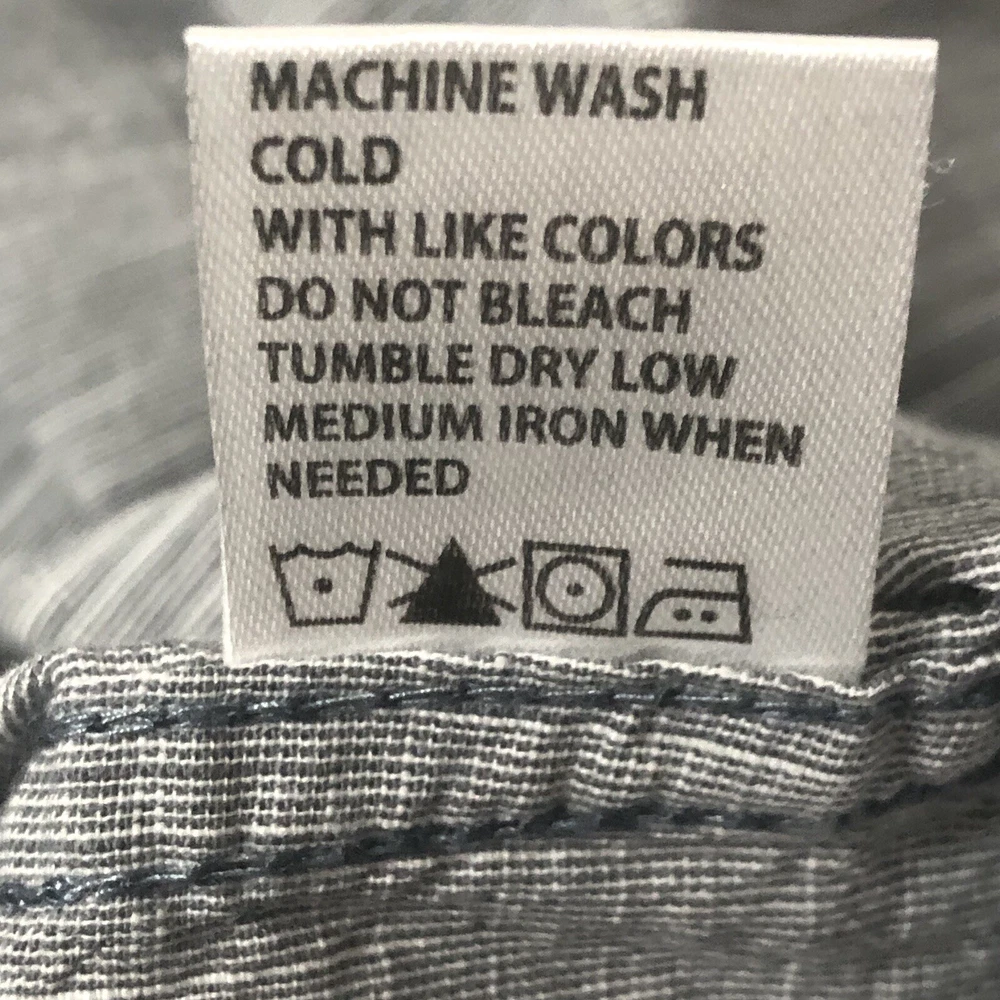 MACHINE WASH
COLD
WITH LIKE COLORS
DO NOT BLEACH
TUMBLE DRY LOW
MEDIUM IRON WHEN
NEEDED